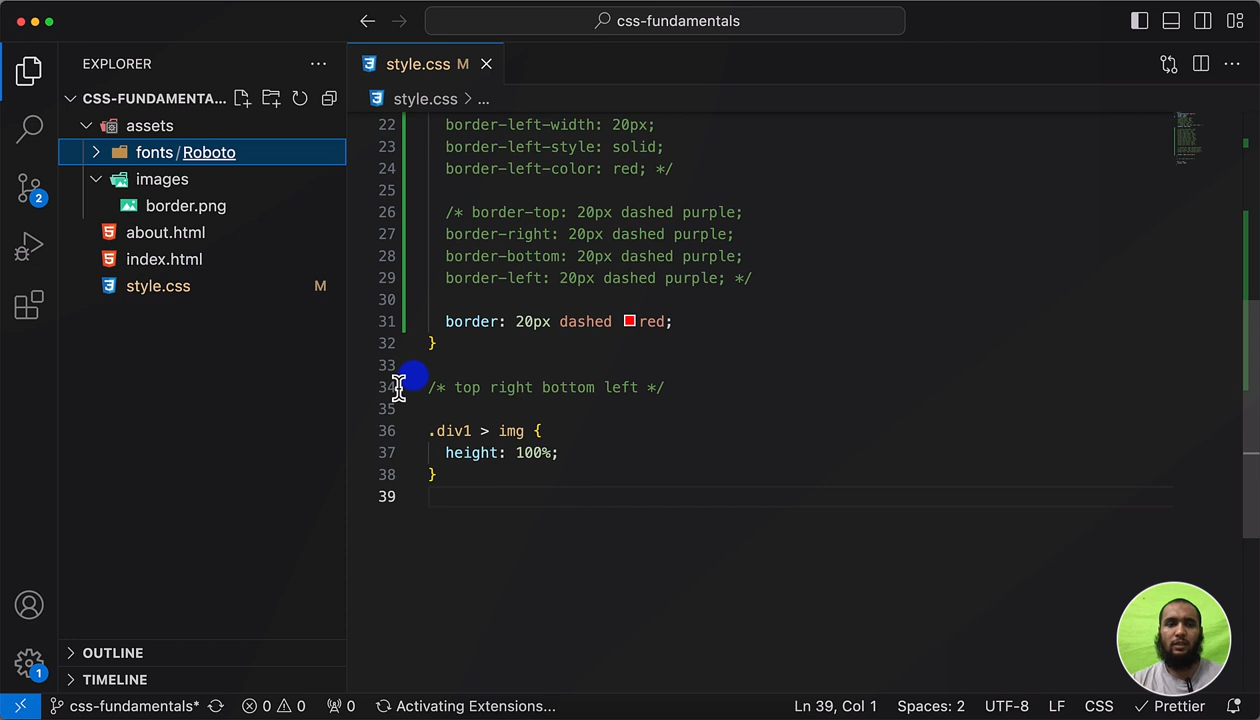 css-fundamentals
EXPLORER
style.css M
CSS-FUNDAMENTA...
style.css > ...
assets
fonts / Roboto
images
border.png
about.html
index.html
style.css M
22 border-left-width: 20px;
23 border-left-style: solid;
24 border-left-color: red; */
25
26 /* border-top: 20px dashed purple;
27 border-right: 20px dashed purple;
28 border-bottom: 20px dashed purple;
29 border-left: 20px dashed purple; */
30
31 border: 20px dashed red;
32 }
33
34 /* top right bottom left */
35
36 .div1 > img {
37 height: 100%;
38 }
39
2
1
OUTLINE
TIMELINE
css-fundamentals* 0 0 0 Activating Extensions... Ln 39, Col 1 Spaces: 2 UTF-8 LF CSS Prettier